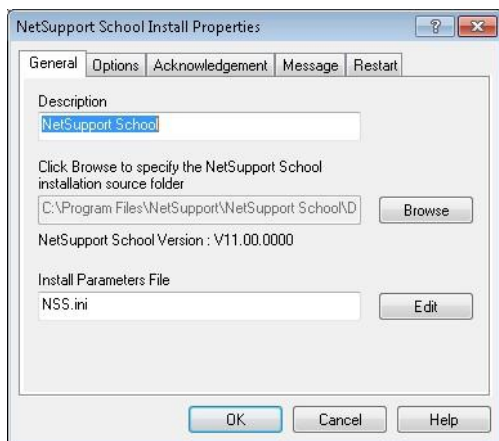 NetSupport School Install Properties
General Options Acknowledgement Message Restart
Description
NetSupport School
Click Browse to specify the NetSupport School
installation source folder
C:\Program Files\NetSupport\NetSupport School\D
Browse
NetSupport School Version : V11.00.0000
Install Parameters File
NSS.ini
Edit
OK Cancel Help